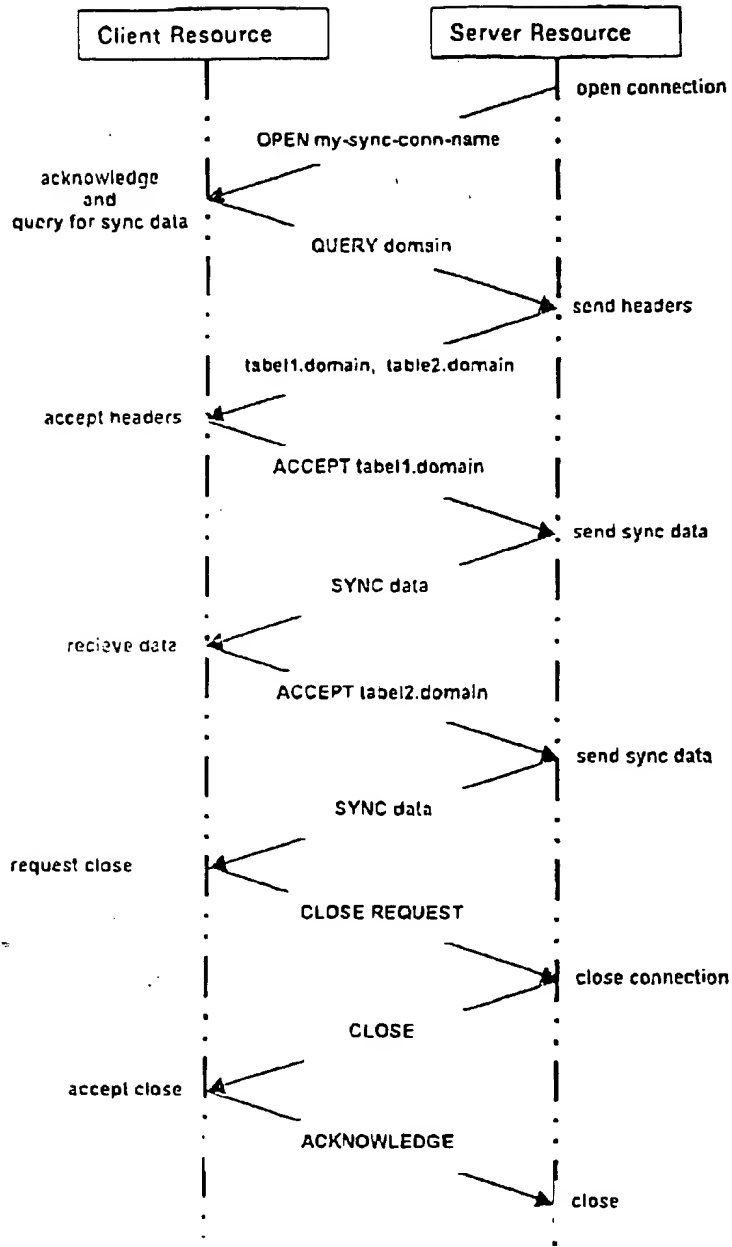 Client Resource
Server Resource
open connection
OPEN my-sync-conn-name
acknowledge
and
query for sync data
QUERY domain
send headers
tabel1.domain, table2.domain
accept headers
ACCEPT tabel1.domain
send sync data
SYNC data
recieve data
ACCEPT tabel2.domain
send sync data
SYNC data
request close
CLOSE REQUEST
close connection
CLOSE
accept close
ACKNOWLEDGE
close